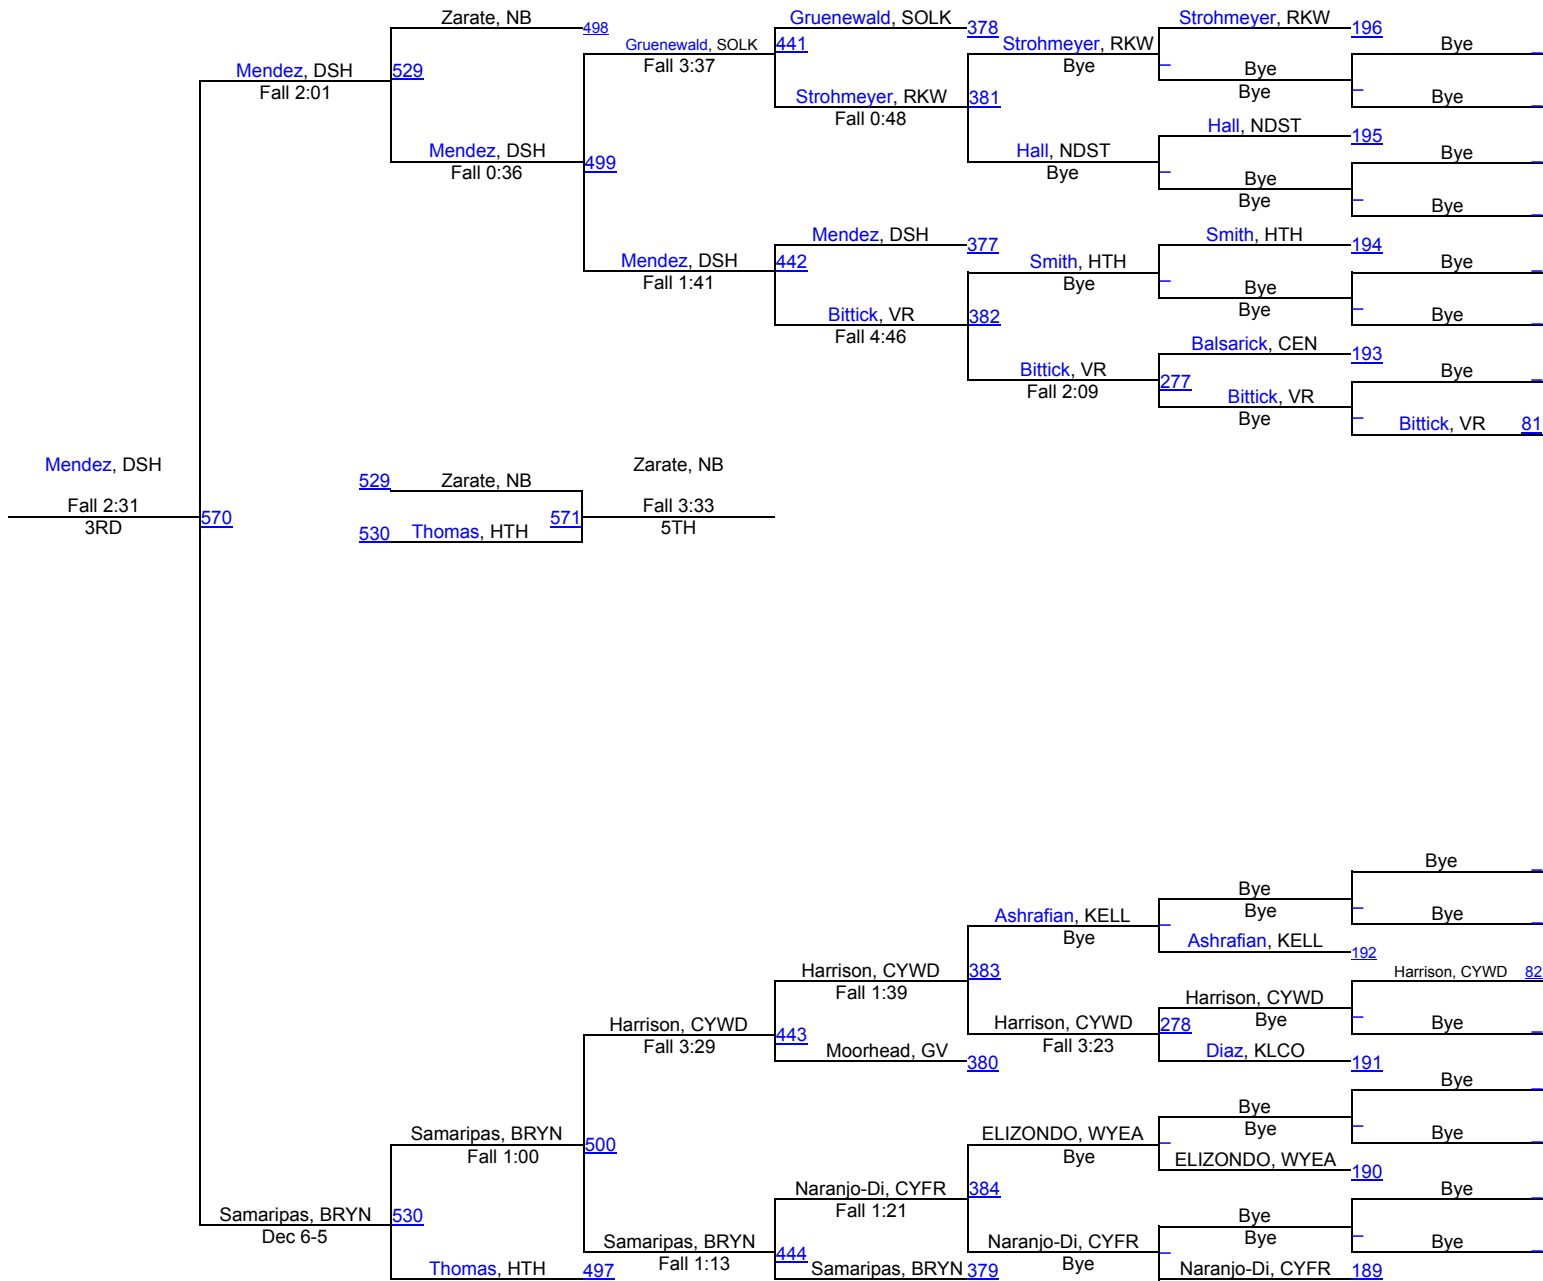 Zarate, NB
498
Gruenewald, SOLK
378
Strohmeyer, RKW
196
Gruenewald, SOLK
441
Strohmeyer, RKW
Bye
Fall 3:37
Bye
Mendez, DSH
529
Bye
Fall 2:01
Bye
Strohmeyer, RKW
381
Bye
Fall 0:48
Hall, NDST
195
Mendez, DSH
499
Hall, NDST
Bye
Fall 0:36
Bye
Bye
Bye
Bye
Mendez, DSH
377
Smith, HTH
194
Mendez, DSH
442
Smith, HTH
Bye
Fall 1:41
Bye
Bye
Bye
Bittick, VR
382
Bye
Fall 4:46
Balsarick, CEN
193
Bittick, VR
277
Bye
Fall 2:09
Bittick, VR
Bye
Bittick, VR 81
Mendez, DSH
Zarate, NB
529
Zarate, NB
Fall 2:31
570
571
Fall 3:33
3RD
530
Thomas, HTH
5TH
Bye
Bye
Bye
Bye
Ashrafian, KELL
Bye
Ashrafian, KELL
192
Harrison, CYWD
383
Harrison, CYWD 82
Fall 1:39
Harrison, CYWD
Harrison, CYWD
443
Harrison, CYWD
278
Bye
Bye
Fall 3:29
Moorhead, GV
380
Fall 3:23
Diaz, KLCO
191
Bye
Bye
Samaripas, BRYN
500
ELIZONDO, WYEA
Bye
Bye
Fall 1:00
Bye
ELIZONDO, WYEA
190
Naranjo-Di, CYFR
384
Bye
Fall 1:21
Samaripas, BRYN
530
Bye
Dec 6-5
Samaripas, BRYN
444
Naranjo-Di, CYFR
Bye
Bye
Fall 1:13
Bye
Thomas, HTH
497
Samaripas, BRYN
379
Naranjo-Di, CYFR
189